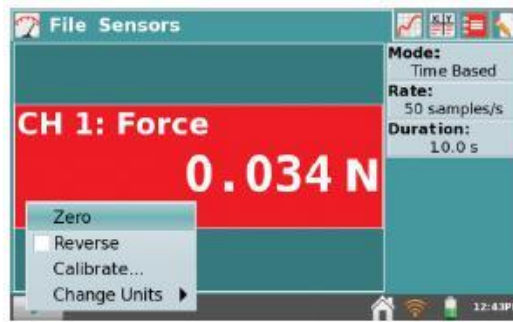 File Sensors
Mode:
Time Based
Rate:
50 samples/s
Duration:
10.0 s
CH 1: Force
0.034 N
Zero
Reverse
Calibrate...
Change Units